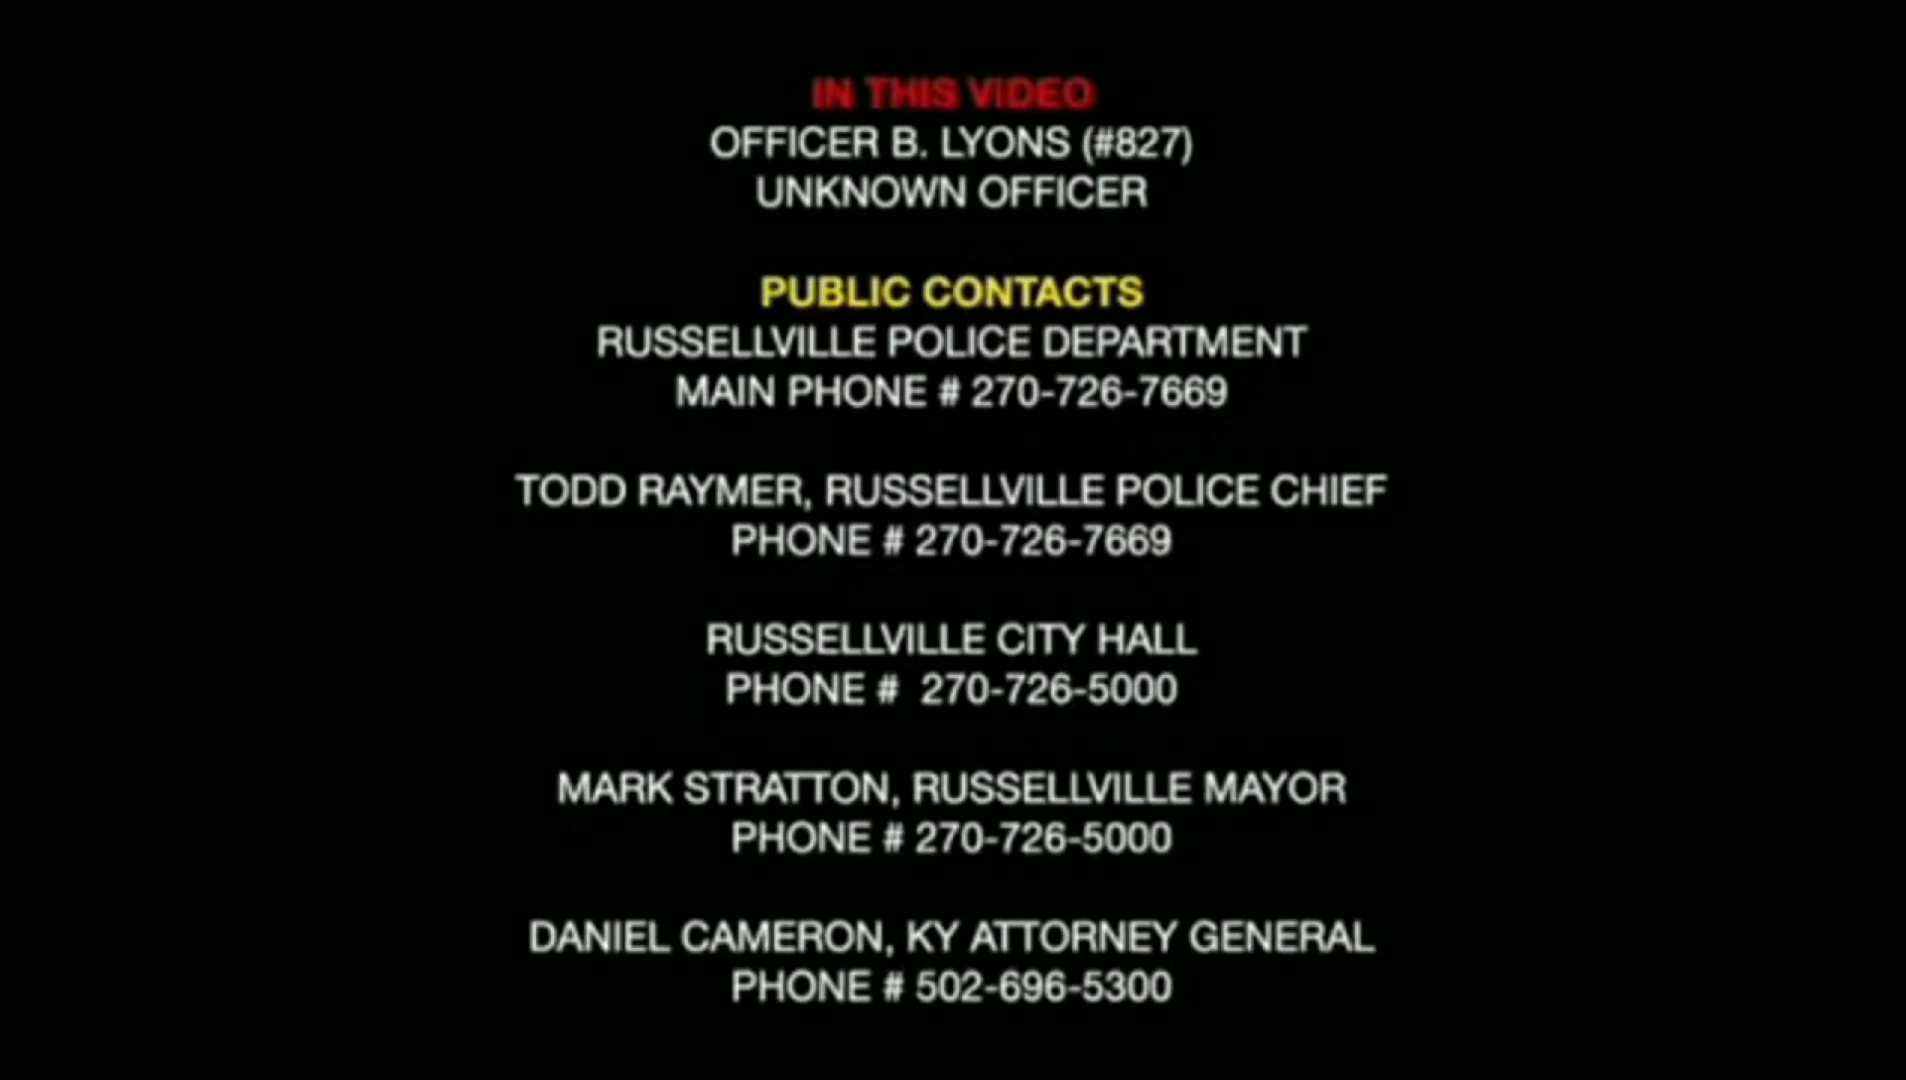 IN THIS VIDEO
OFFICER B. LYONS (#827)
UNKNOWN OFFICER
PUBLIC CONTACTS
RUSSELLVILLE POLICE DEPARTMENT
MAIN PHONE # 270-726-7669
TODD RAYMER, RUSSELLVILLE POLICE CHIEF
PHONE # 270-726-7669
RUSSELLVILLE CITY HALL
PHONE #  270-726-5000
MARK STRATTON, RUSSELLVILLE MAYOR
PHONE # 270-726-5000
DANIEL CAMERON, KY ATTORNEY GENERAL
PHONE # 502-696-5300